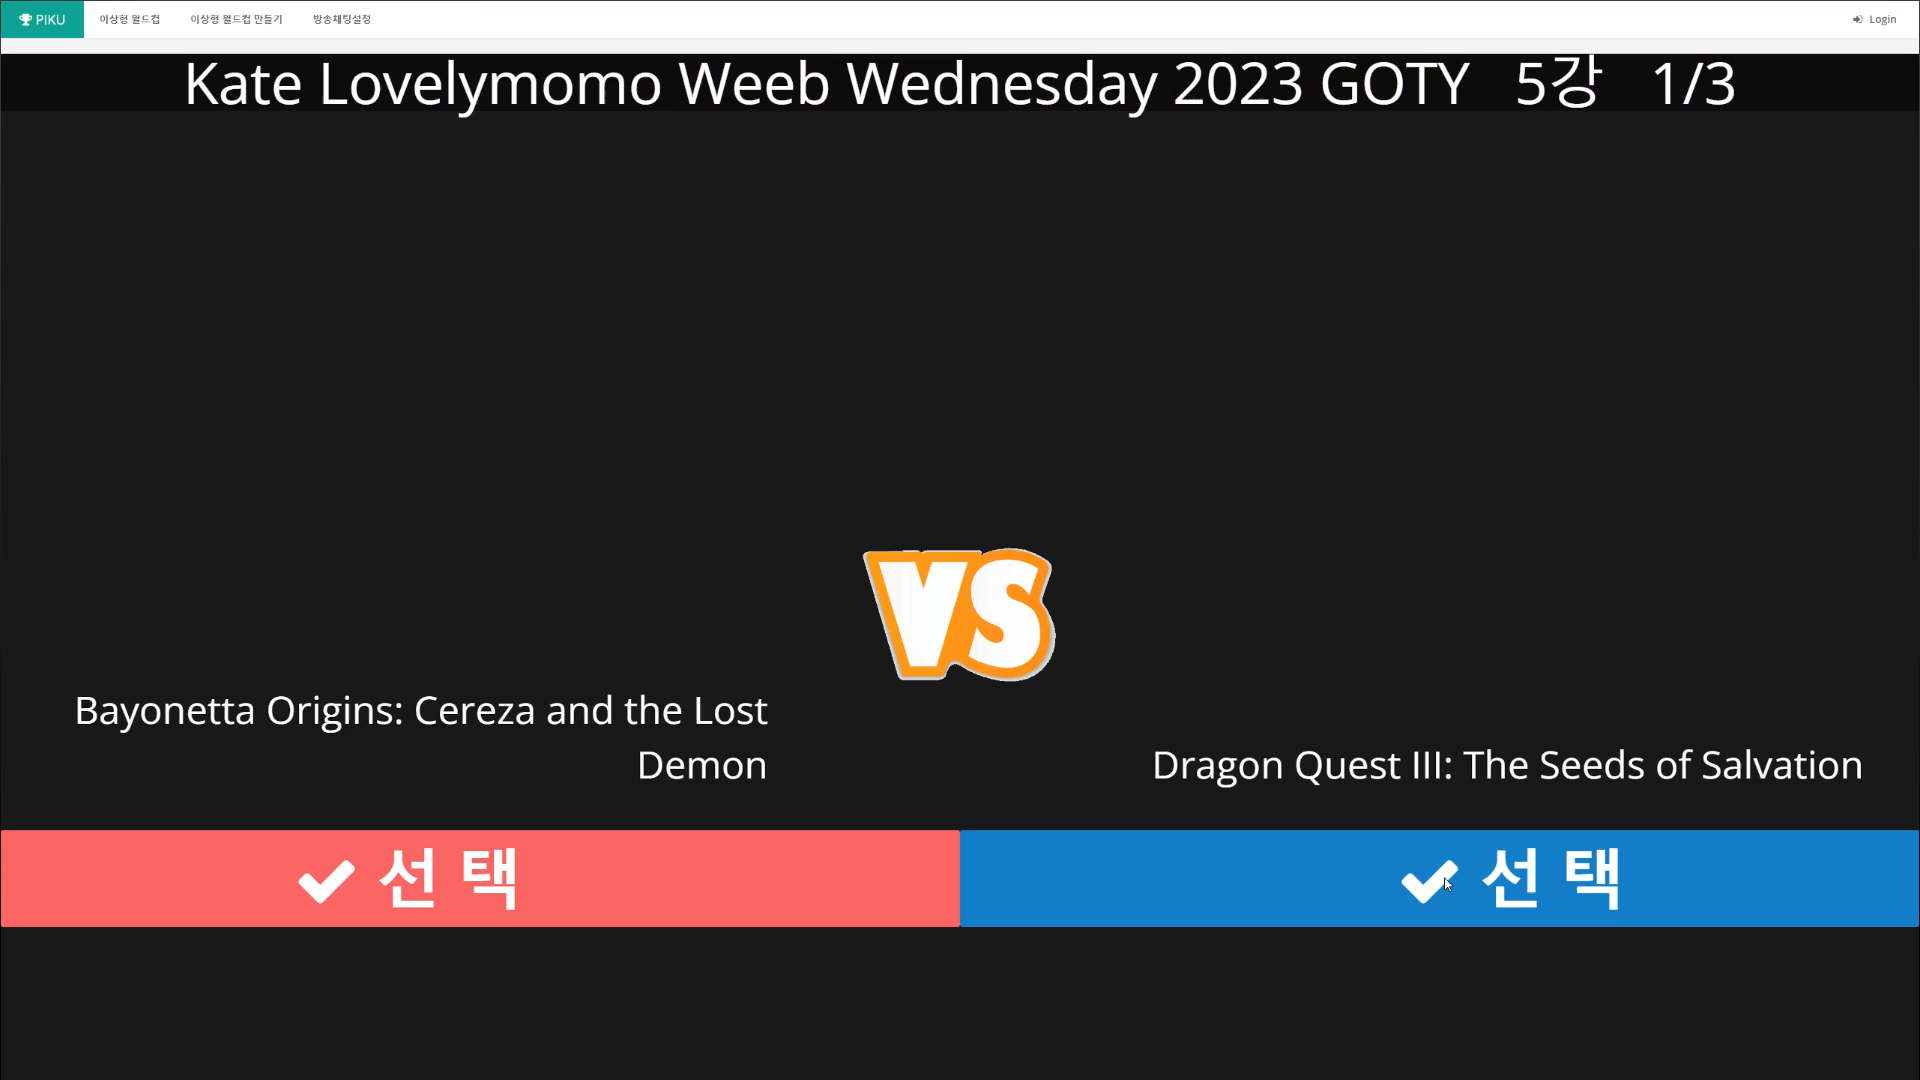 PIKU 이상형 월드컵 이상형 월드컵 만들기 방송채팅설정 Login
Kate Lovelymomo Weeb Wednesday 2023 GOTY 5강 1/3
VS
Bayonetta Origins: Cereza and the Lost
Demon
Dragon Quest III: The Seeds of Salvation
선 택
선 택